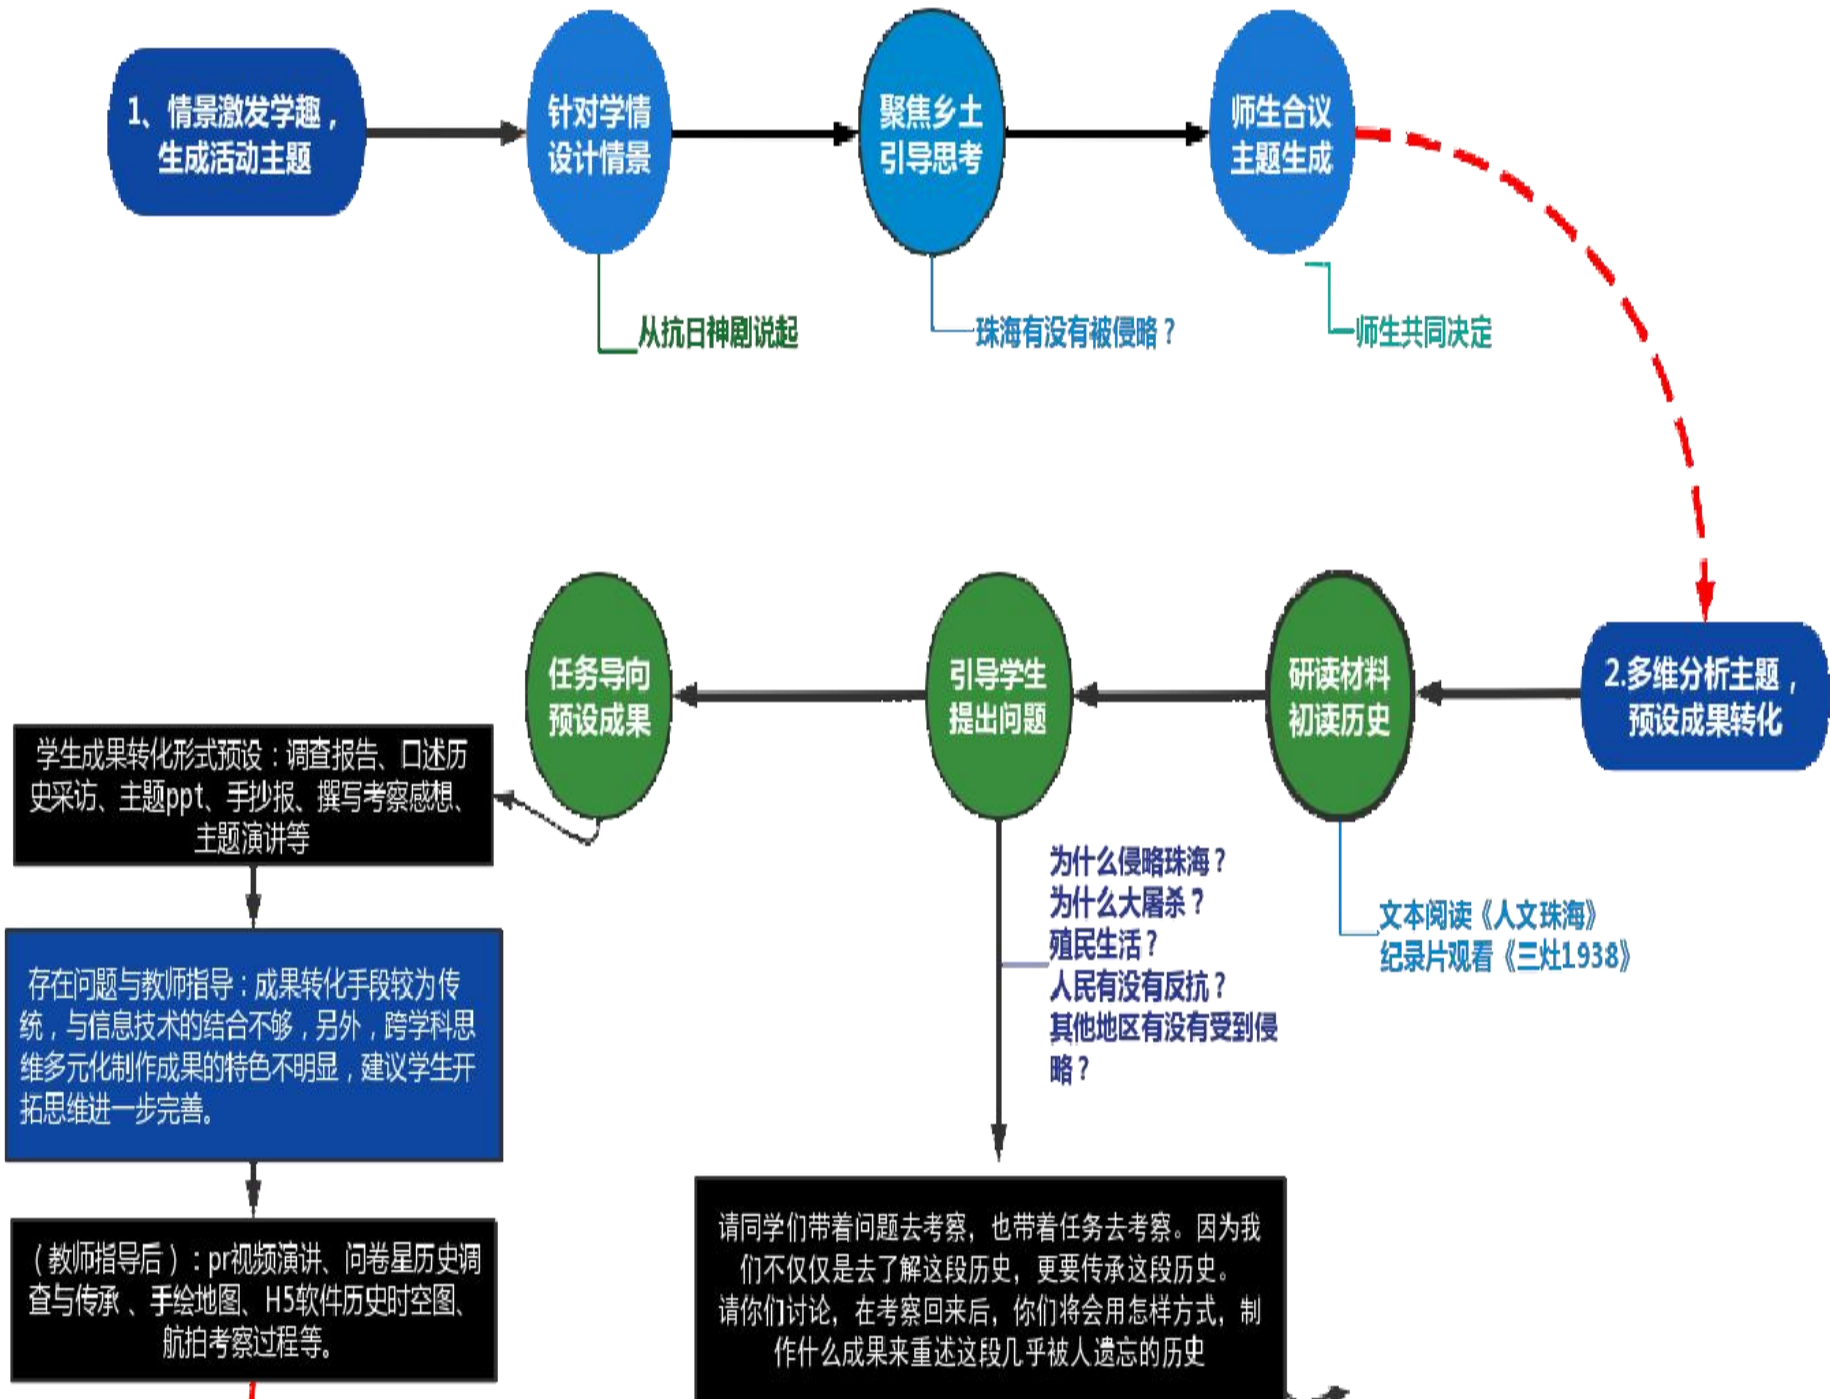 1、情景激发学趣，
生成活动主题
针对学情
设计情景
聚焦乡土
引导思考
师生合议
主题生成
从抗日神剧说起
珠海有没有被侵略？
师生共同决定
2.多维分析主题，
预设成果转化
研读材料
初读历史
引导学生
提出问题
任务导向
预设成果
文本阅读《人文珠海》
纪录片观看《三灶1938》
为什么侵略珠海？
为什么大屠杀？
殖民生活？
人民有没有反抗？
其他地区有没有受到侵
略？
请同学们带着问题去考察，也带着任务去考察。因为我
们不仅仅是去了解这段历史，更要传承这段历史。
请你们讨论，在考察回来后，你们将会用怎样方式，制
作什么成果来重述这段几乎被人遗忘的历史
学生成果转化形式预设：调查报告、口述历
史采访、主题ppt、手抄报、撰写考察感想、
主题演讲等
存在问题与教师指导：成果转化手段较为传
统，与信息技术的结合不够，另外，跨学科思
维多元化制作成果的特色不明显，建议学生开
拓思维进一步完善。
（教师指导后）：pr视频演讲、问卷星历史调
查与传承 、手绘地图、H5软件历史时空图、
航拍考察过程等。